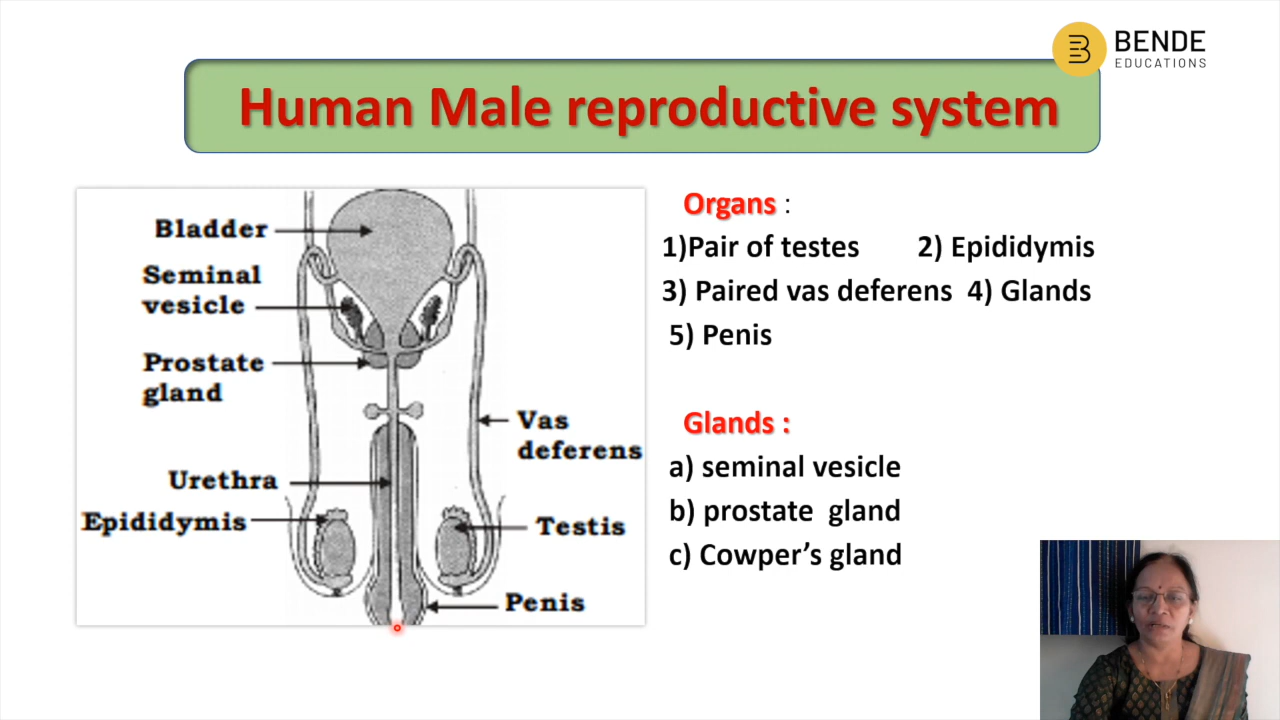 BENDE
EDUCATIONS
Human Male reproductive system
Bladder
Seminal
vesicle
Prostate
gland
Vas
deferens
Urethra
Epididymis
Testis
Penis
Organs :
1)Pair of testes 2) Epididymis
3) Paired vas deferens 4) Glands
5) Penis
Glands :
a) seminal vesicle
b) prostate gland
c) Cowper’s gland